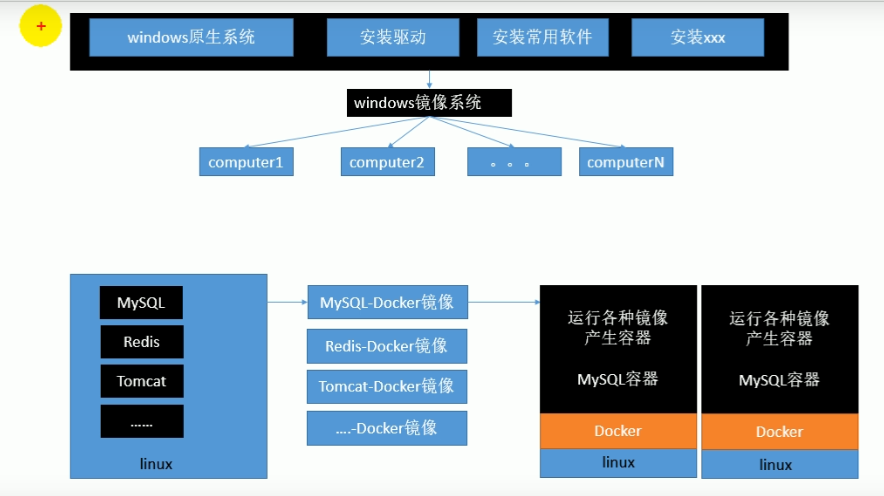 +
windows原生系统
安装驱动
安装常用软件
安装xxx
windows镜像系统
computer1
computer2
。。。
computerN
MySQL
Redis
Tomcat
……
linux
MySQL-Docker镜像
Redis-Docker镜像
Tomcat-Docker镜像
….-Docker镜像
运行各种镜像
产生容器
MySQL容器
Docker
linux
运行各种镜像
产生容器
MySQL容器
Docker
linux